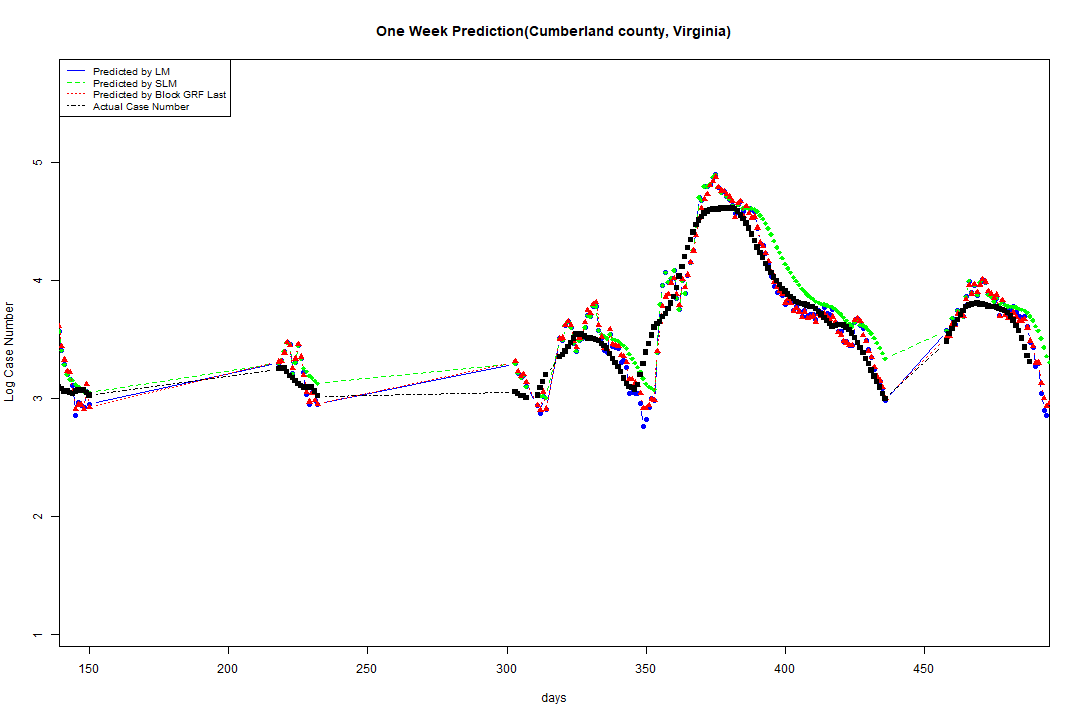 One Week Prediction(Cumberland county, Virginia)
Predicted by LM
Predicted by SLM
Predicted by Block GRF Last
Actual Case Number
Log Case Number
5
4
3
2
1
150 200 250 300 350 400 450
days